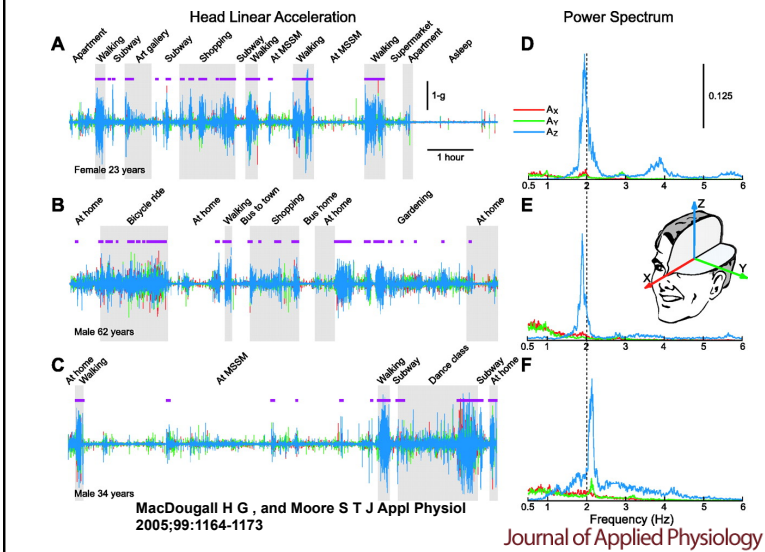 Head Linear Acceleration
Power Spectrum
A
Apartment
Walking
Subway
Art gallery
Subway
Shopping
Subway
Walking
At MSSM
Walking
At MSSM
Walking
Supermarket
Apartment
Asleep
1-g
1 hour
Female 23 years
D
0.125
AX
AY
AZ
0.5 1 2 3 4 5 6
B
At home
Bicycle ride
At home
Walking
Bus to town
Shopping
Bus home
At home
Gardening
At home
Male 62 years
E
Z
X
Y
0.5 1 2 3 4 5 6
C
At home
Walking
At MSSM
Walking
Subway
Dance class
Subway
At home
Male 34 years
F
0.5 1 2 3 4 5 6
Frequency (Hz)
MacDougall H G , and Moore S T J Appl Physiol
2005;99:1164-1173
Journal of Applied Physiology